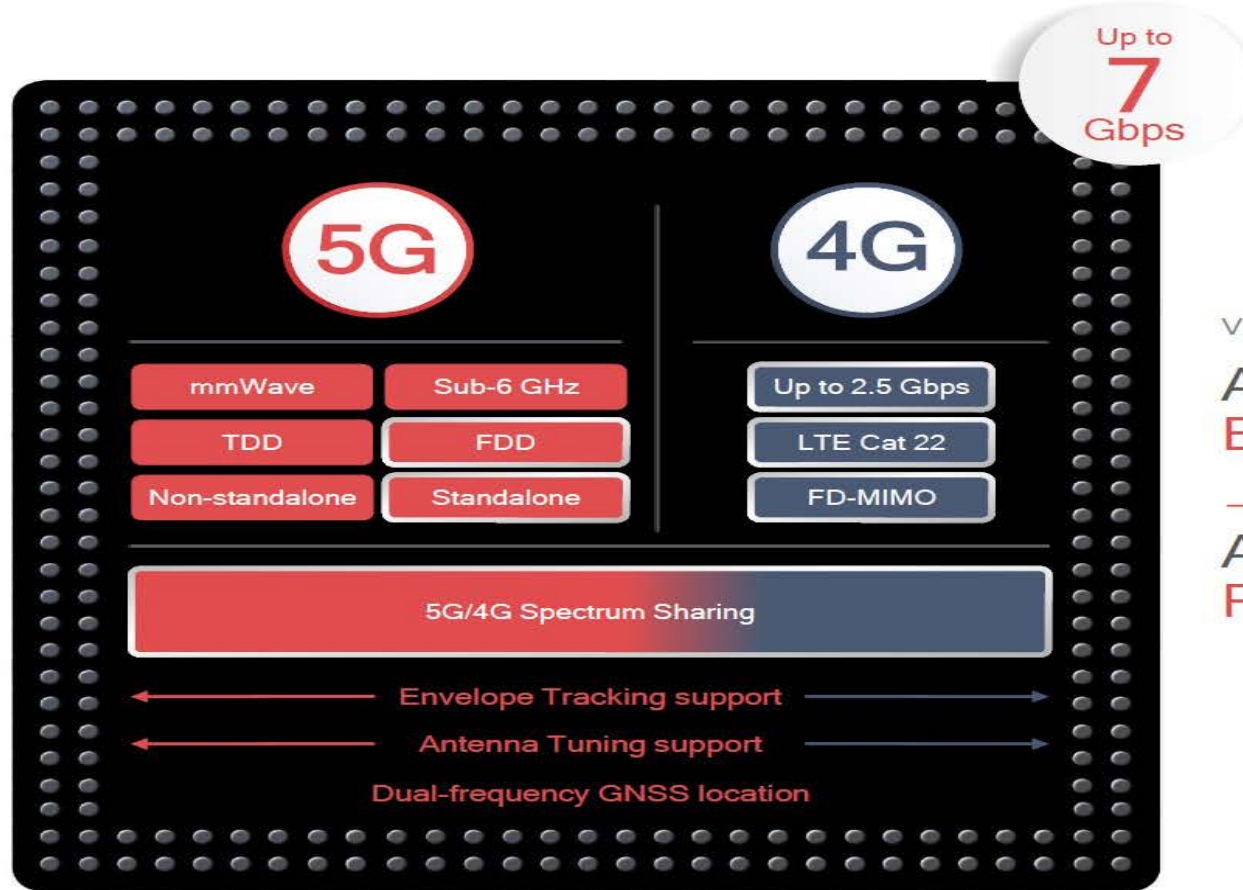 Up to
7
Gbps
5G
4G
mmWave
Sub-6 GHz
Up to 2.5 Gbps
TDD
FDD
LTE Cat 22
Non-standalone
Standalone
FD-MIMO
5G/4G Spectrum Sharing
Envelope Tracking support
Antenna Tuning support
Dual-frequency GNSS location